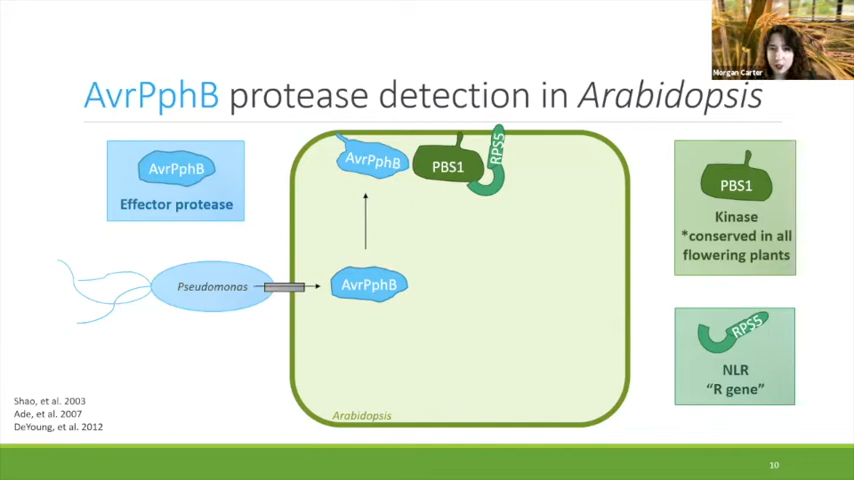 Morgan Carter
AvrPphB protease detection in Arabidopsis
AvrPphB
Effector protease
Pseudomonas
AvrPphB
AvrPphB
PBS1
RPS5
Arabidopsis
PBS1
Kinase
*conserved in all
flowering plants
RPS5
NLR
“R gene”
Shao, et al. 2003
Ade, et al. 2007
DeYoung, et al. 2012
10